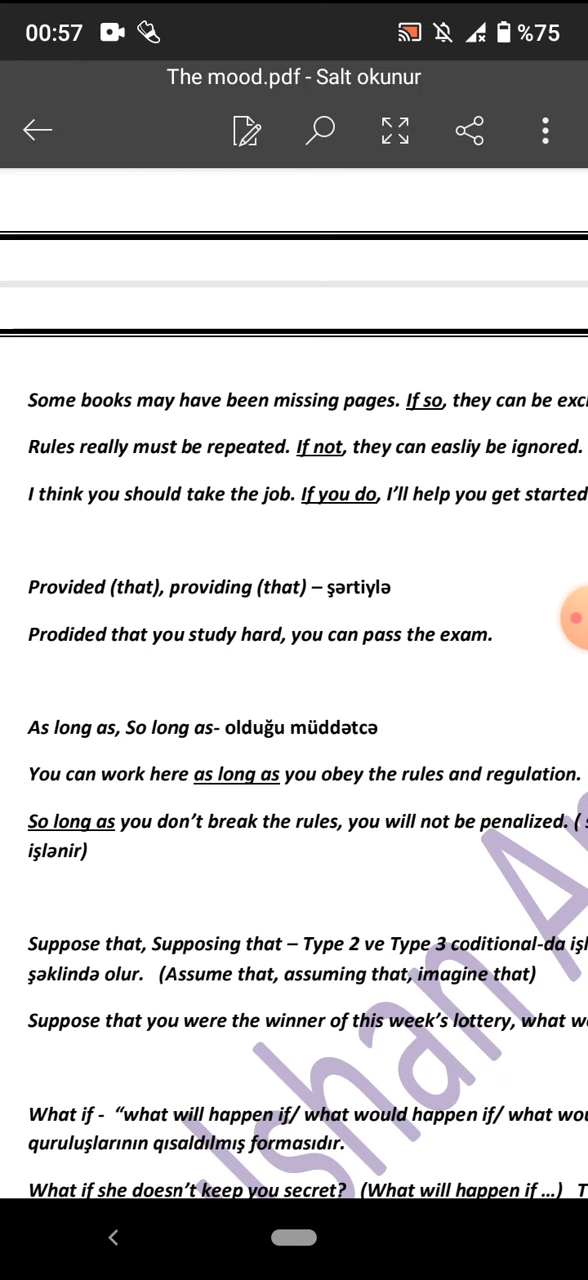 00:57
%75
The mood.pdf - Salt okunur
Some books may have been missing pages. If so, they can be
Rules really must be repeated. If not, they can easliy be ignored.
I think you should take the job. If you do, I'll help you get started
Provided (that), providing (that) – şərtiylə
Prodided that you study hard, you can pass the exam.
As long as, So long as- olduğu müddətcə
You can work here as long as you obey the rules and regulation.
So long as you don't break the rules, you will not be penalized. (
işlənir)
Suppose that, Supposing that – Type 2 ve Type 3 coditional-da
şəklində olur. (Assume that, assuming that, imagine that)
Suppose that you were the winner of this week's lottery, what
What if - "what will happen if/ what would happen if/ what
quruluşlarının qısaldılmış formasıdır.
What if she doesn't keep you secret? (What will happen if ...)